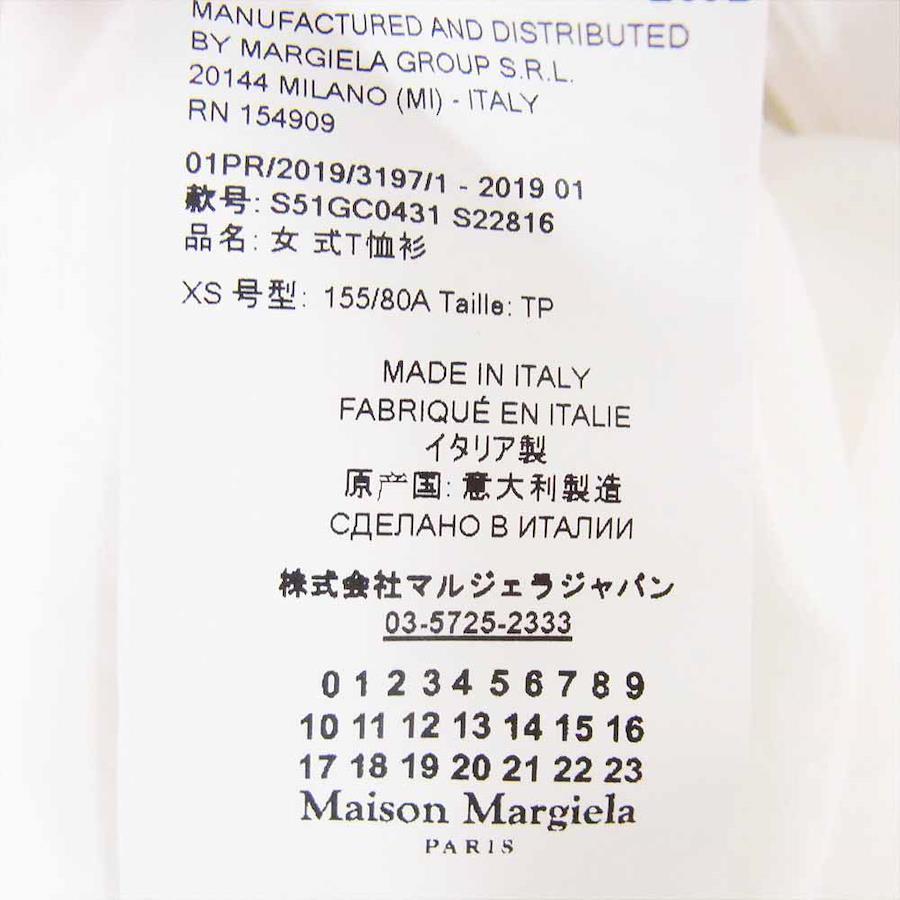 MANUFACTURED AND DISTRIBUTED
BY MARGIELA GROUP S.R.L.
20144 MILANO (MI) - ITALY
RN 154909
01PR/2019/3197/1 - 2019 01
款号: S51GC0431 S22816
品名: 女 式T恤衫
XS 号型: 155/80A Taille: TP
MADE IN ITALY
FABRIQUÉ EN ITALIE
イタリア製
原产国: 意大利製造
СДЕЛАНО В ИТАЛИИ
株式会社マルジェラジャパン
03-5725-2333
0 1 2 3 4 5 6 7 8 9
10 11 12 13 14 15 16
17 18 19 20 21 22 23
Maison Margiela
PARIS